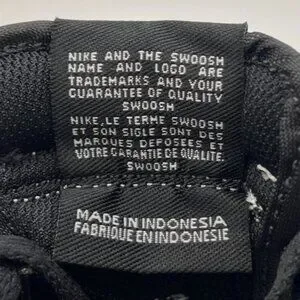 NIKE AND THE SWOOSH
NAME AND LOGO ARE
TRADEMARKS AND YOUR
GUARANTEE OF QUALITY
SWOOSH
NIKE, LE TERME SWOOSH
ET SON SIGLE SONT DES
MARQUES DEPOSEES ET
VOTRE GARANTIE DE QUALITE.
SWOOSH
MADE IN INDONESIA
FABRIQUE EN INDONESIE